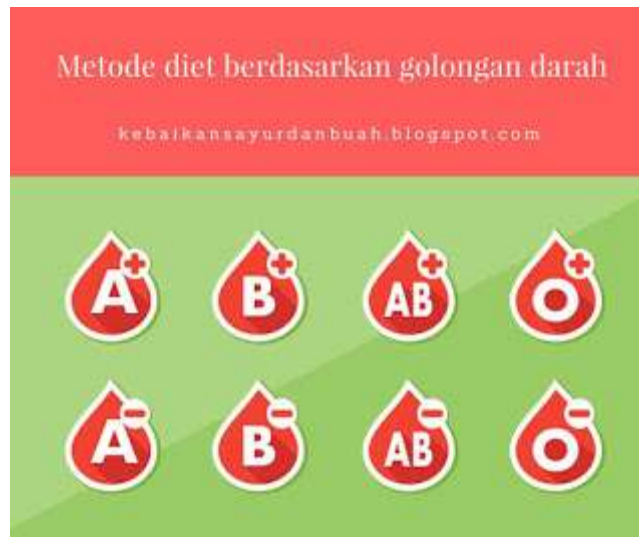 Metode diet berdasarkan golongan darah
kebaikansayurdanbuah.blogspot.com
A+ B+ AB+ O+
A- B- AB- O-